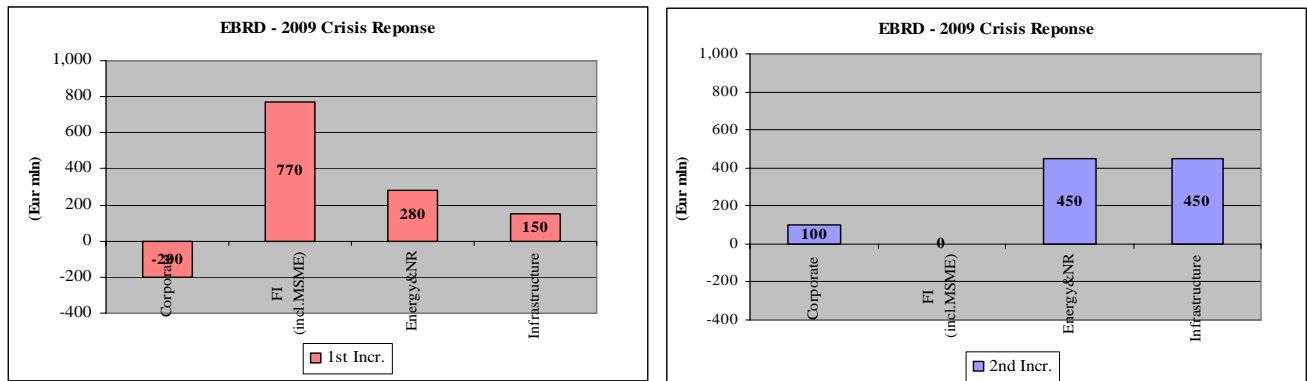 EBRD - 2009 Crisis Reponse
1,000
800
600
400
200
0
-200
-400
(Eur mln)
-200
770
280
150
Corporate
FI
(incl.MSME)
Energy&NR
Infrastructure
1st Incr.
EBRD - 2009 Crisis Reponse
1,000
800
600
400
200
0
-200
-400
(Eur mln)
100
0
450
450
Corporate
FI
(incl.MSME)
Energy&NR
Infrastructure
2nd Incr.